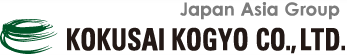 Japan Asia Group
KOKUSAI KOGYO CO., LTD.